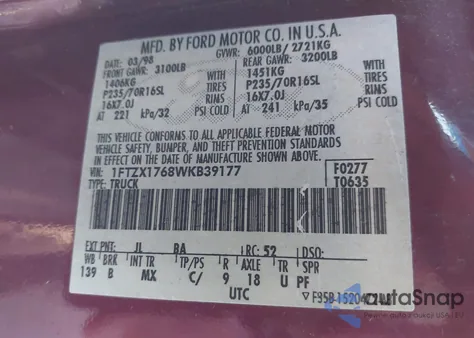 MFD. BY FORD MOTOR CO. IN U.S.A.
DATE: 03/98 GVWR: 6000LB/ 2721KG
FRONT GAWR: 3100LB REAR GAWR: 3200LB
1406KG WITH 1451KG WITH
P235/70R16SL TIRES P235/70R16SL TIRES
16X7.0J RIMS 16X7.0J RIMS
AT 221 kPa/32 PSI COLD AT 241 kPa/35 PSI COLD
THIS VEHICLE CONFORMS TO ALL APPLICABLE FEDERAL MOTOR
VEHICLE SAFETY, BUMPER, AND THEFT PREVENTION STANDARDS IN
EFFECT ON THE DATE OF MANUFACTURE SHOWN ABOVE.
VIN: 1FTZX1768WKB39177 F0277
TYPE: TRUCK T0635
EXT PNT: JL BA RC: 52 DSO:
WB BRK INT TR TP/PS R AXLE TR SPR
139 B MX C/ 9 18 U PF
UTC ▽ F95B-15204
autoSnap